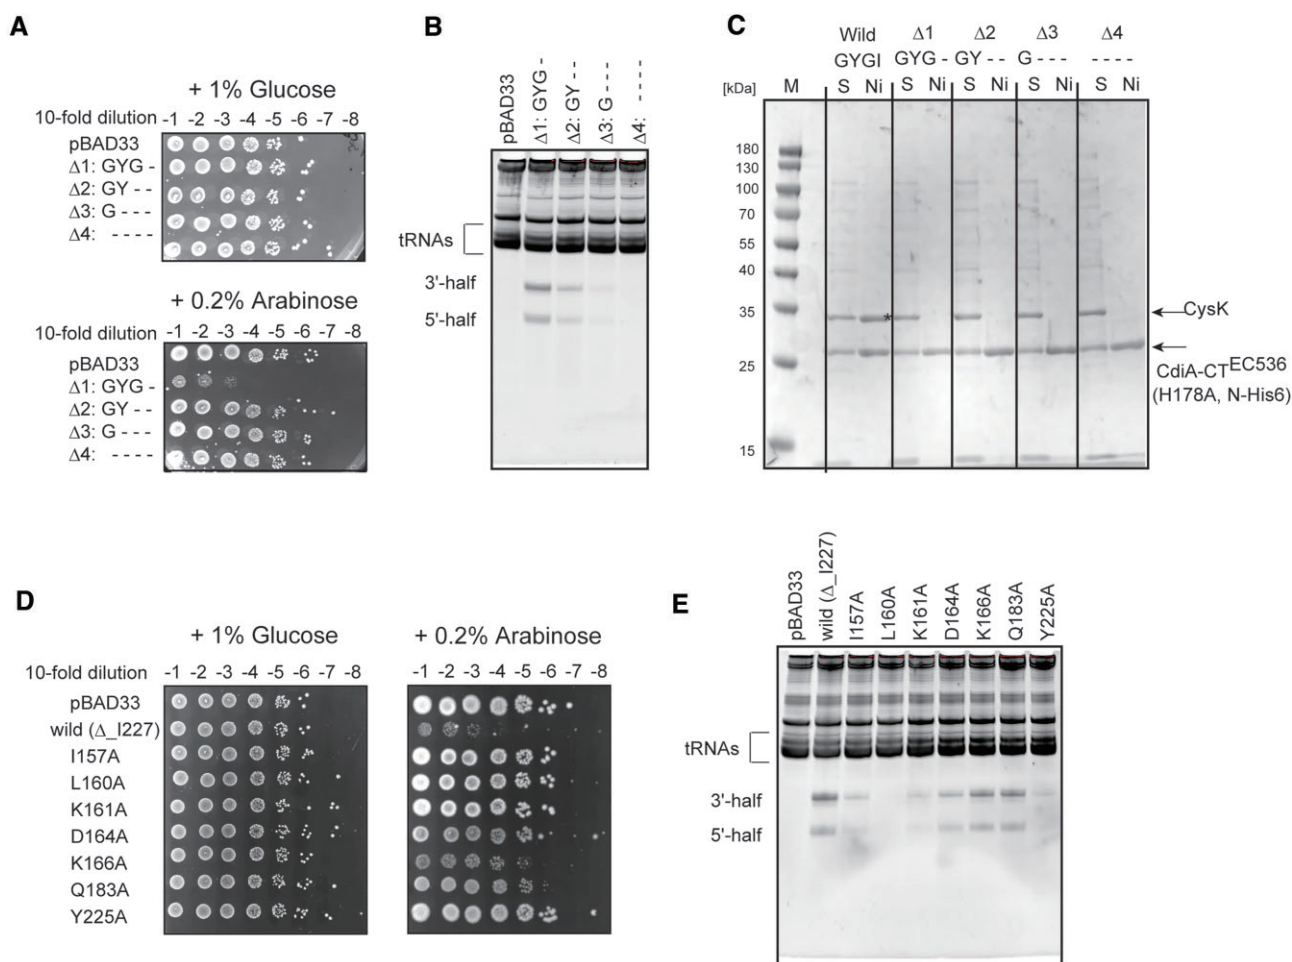 A
+ 1% Glucose
10-fold dilution -1 -2 -3 -4 -5 -6 -7 -8
pBAD33
Δ1: GYG -
Δ2: GY - -
Δ3: G - - -
Δ4: - - - -
+ 0.2% Arabinose
10-fold dilution -1 -2 -3 -4 -5 -6 -7 -8
pBAD33
Δ1: GYG -
Δ2: GY - -
Δ3: G - - -
Δ4: - - - -
B
pBAD33
Δ1: GYG -
Δ2: GY - -
Δ3: G - - -
Δ4: - - - -
tRNAs
3'-half
5'-half
C
Wild Δ1 Δ2 Δ3 Δ4
GYGI GYG - GY - - G - - - - - - -
[kDa] M S Ni S Ni S Ni S Ni S Ni
180
130
100
70
55
40
35
25
15
*
CysK
CdiA-CT^EC536
(H178A, N-His6)
D
+ 1% Glucose + 0.2% Arabinose
10-fold dilution -1 -2 -3 -4 -5 -6 -7 -8 -1 -2 -3 -4 -5 -6 -7 -8
pBAD33
wild (Δ_I227)
I157A
L160A
K161A
D164A
K166A
Q183A
Y225A
E
pBAD33
wild (Δ_I227)
I157A
L160A
K161A
D164A
K166A
Q183A
Y225A
tRNAs
3'-half
5'-half